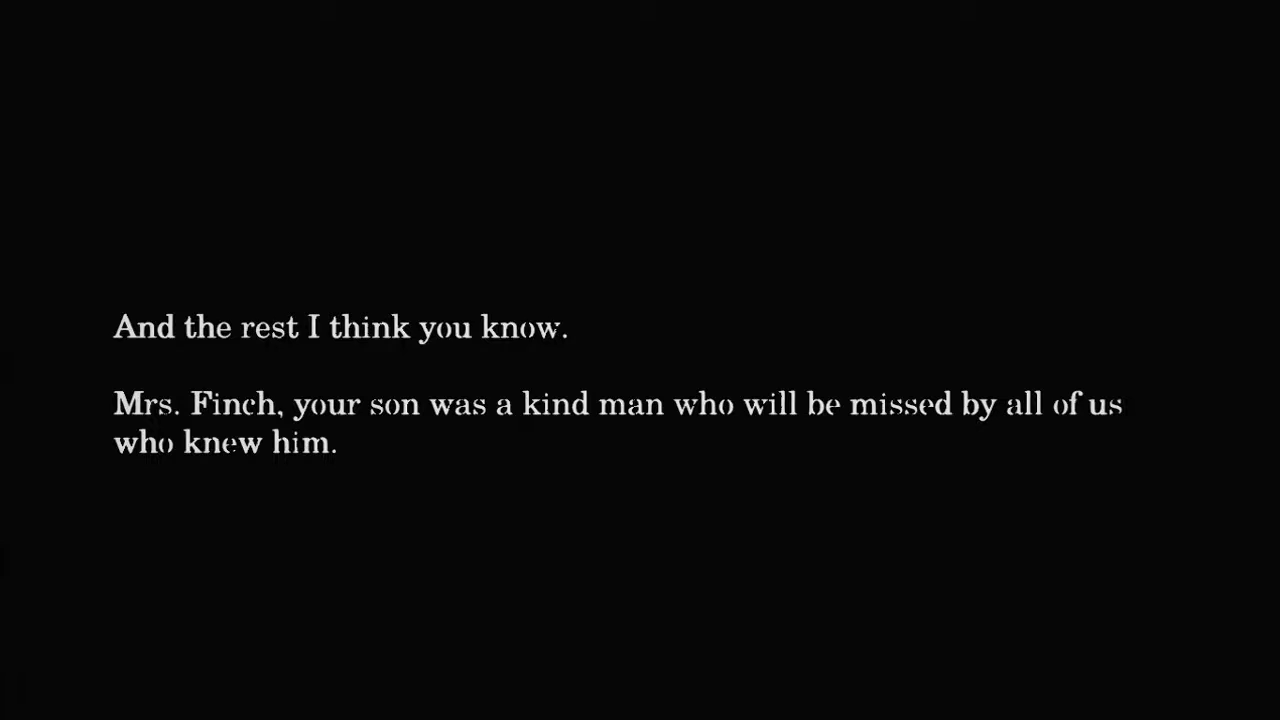 And the rest I think you know.
Mrs. Finch, your son was a kind man who will be missed by all of us
who knew him.